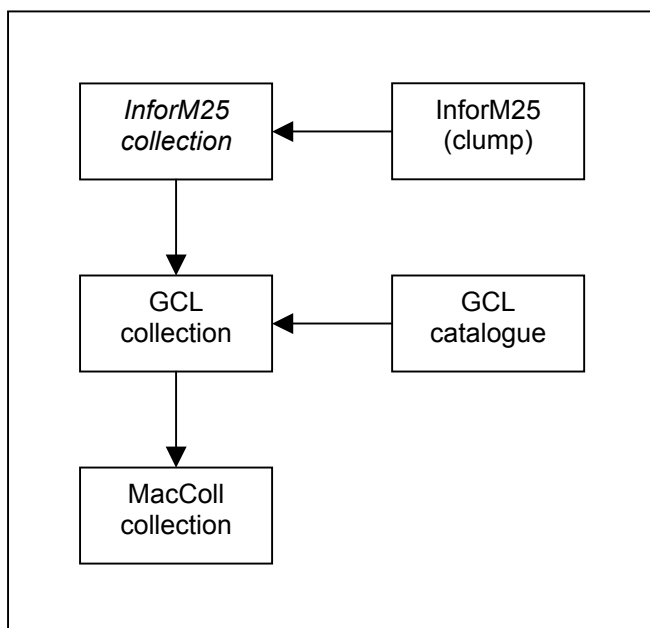 InforM25
collection
InforM25
(clump)
GCL
collection
GCL
catalogue
MacColl
collection